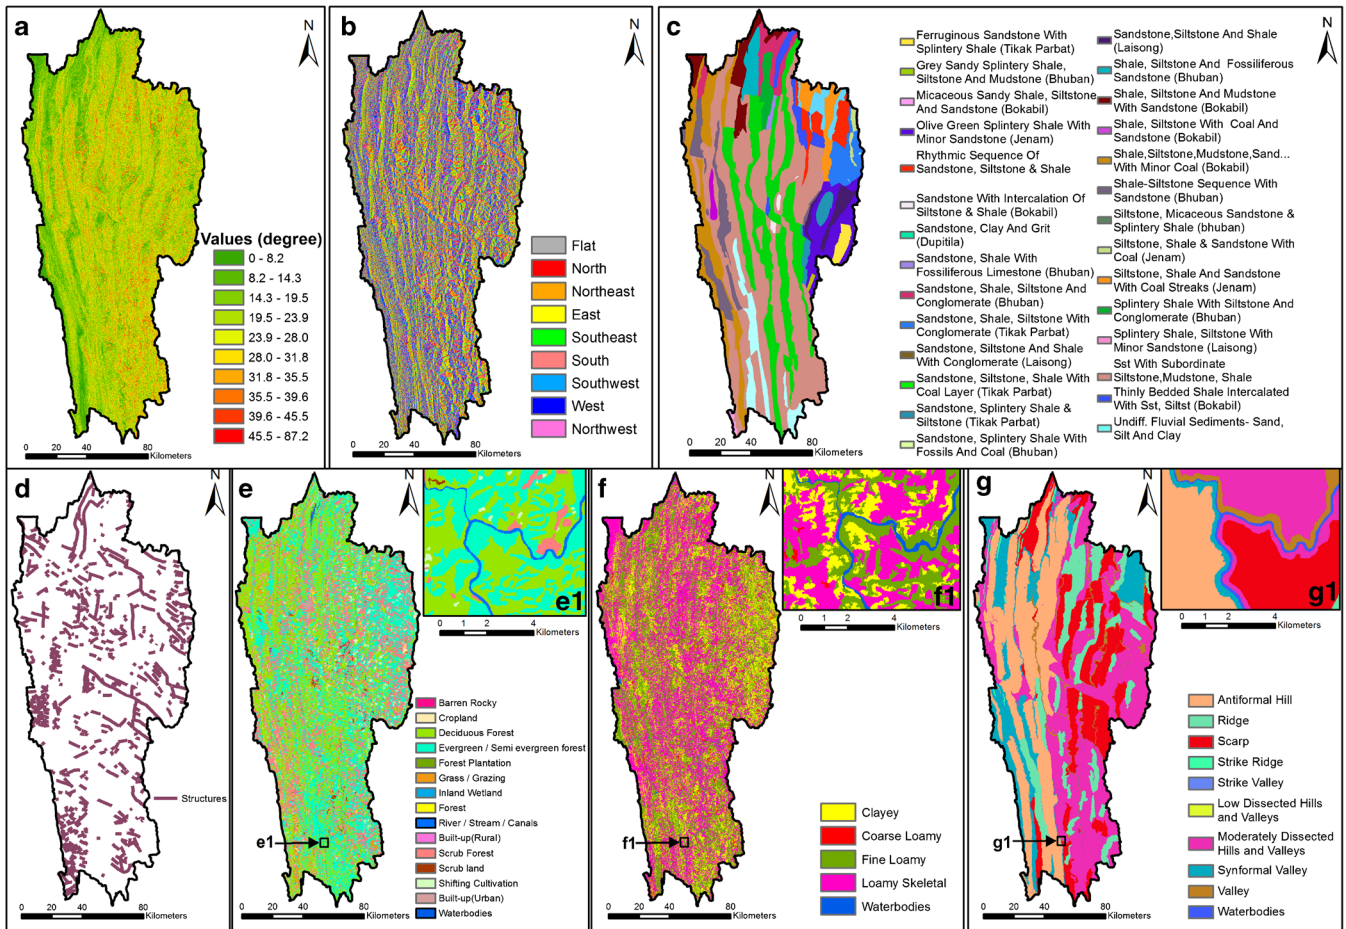 a
N
Values (degree)
0 - 8.2
8.2 - 14.3
14.3 - 19.5
19.5 - 23.9
23.9 - 28.0
28.0 - 31.8
31.8 - 35.5
35.5 - 39.6
39.6 - 45.5
45.5 - 87.2
0 20 40 80
Kilometers
b
N
Flat
North
Northeast
East
Southeast
South
Southwest
West
Northwest
0 20 40 80
Kilometers
c
N
Ferruginous Sandstone With
Splintery Shale (Tikak Parbat)
Grey Sandy Splintery Shale,
Siltstone And Mudstone (Bhuban)
Micaceous Sandy Shale, Siltstone
And Sandstone (Bokabil)
Olive Green Splintery Shale With
Minor Sandstone (Jenam)
Rhythmic Sequence Of
Sandstone, Siltstone & Shale
Sandstone With Intercalation Of
Siltstone & Shale (Bokabil)
Sandstone, Clay And Grit
(Dupitila)
Sandstone, Shale With
Fossiliferous Limestone (Bhuban)
Sandstone, Shale, Siltstone And
Conglomerate (Bhuban)
Sandstone, Shale, Siltstone With
Conglomerate (Tikak Parbat)
Sandstone, Siltstone And Shale
With Conglomerate (Laisong)
Sandstone, Siltstone, Shale With
Coal Layer (Tikak Parbat)
Sandstone, Splintery Shale &
Siltstone (Tikak Parbat)
Sandstone, Splintery Shale With
Fossils And Coal (Bhuban)
Sandstone,Siltstone And Shale
(Laisong)
Shale, Siltstone And Fossiliferous
Sandstone (Bhuban)
Shale, Siltstone And Mudstone
With Sandstone (Bokabil)
Shale, Siltstone With Coal And
Sandstone (Bokabil)
Shale,Siltstone,Mudstone,Sand...
With Minor Coal (Bokabil)
Shale-Siltstone Sequence With
Sandstone (Bhuban)
Siltstone, Micaceous Sandstone &
Splintery Shale (bhuban)
Siltstone, Shale & Sandstone With
Coal (Jenam)
Siltstone, Shale And Sandstone
With Coal Streaks (Jenam)
Splintery Shale With Siltstone And
Conglomerate (Bhuban)
Splintery Shale, Siltstone With
Minor Sandstone (Laisong)
Sst With Subordinate
Siltstone,Mudstone, Shale
Thinly Bedded Shale Intercalated
With Sst, Siltst (Bokabil)
Undiff. Fluvial Sediments- Sand,
Silt And Clay
0 20 40 80
Kilometers
d
N
Structures
0 20 40 80
Kilometers
e
N
e1
0 1 2 4
Kilometers
Barren Rocky
Cropland
Deciduous Forest
Evergreen / Semi evergreen forest
Forest Plantation
Grass / Grazing
Inland Wetland
Forest
River / Stream / Canals
Built-up(Rural)
Scrub Forest
Scrub land
Shifting Cultivation
Built-up(Urban)
Waterbodies
e1
0 20 40 80
Kilometers
f
N
f1
0 1 2 4
Kilometers
Clayey
Coarse Loamy
Fine Loamy
Loamy Skeletal
Waterbodies
f1
0 20 40 80
Kilometers
g
N
g1
0 1 2 4
Kilometers
Antiformal Hill
Ridge
Scarp
Strike Ridge
Strike Valley
Low Dissected Hills
and Valleys
Moderately Dissected
Hills and Valleys
Synformal Valley
Valley
Waterbodies
g1
0 20 40 80
Kilometers